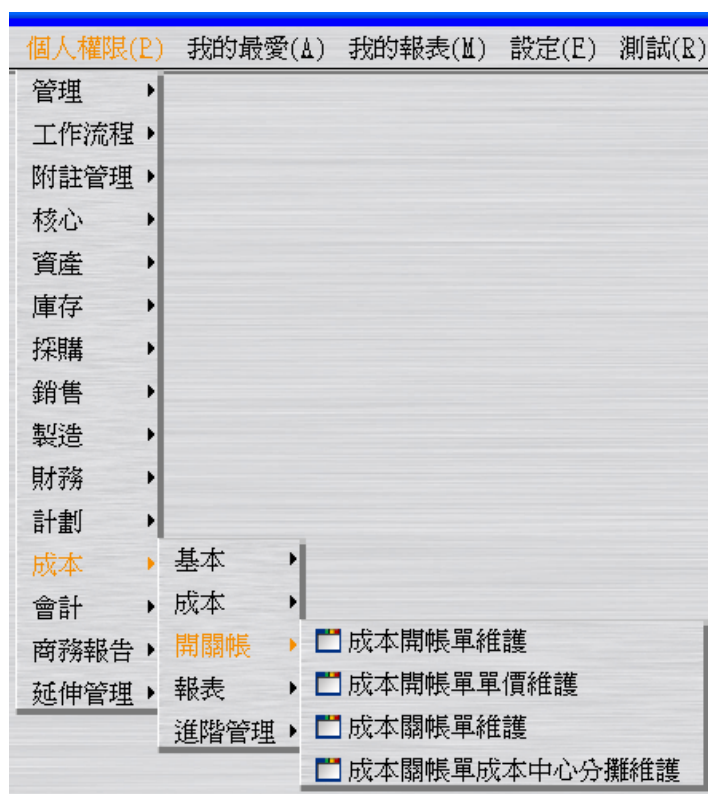 個人權限(P) 我的最愛(A) 我的報表(M) 設定(E) 測試(R)
管理
工作流程
附註管理
核心
資產
庫存
採購
銷售
製造
財務
計劃
成本
會計
商務報告
延伸管理
基本
成本
開關帳
報表
進階管理
成本開帳單維護
成本開帳單單價維護
成本關帳單維護
成本關帳單成本中心分攤維護